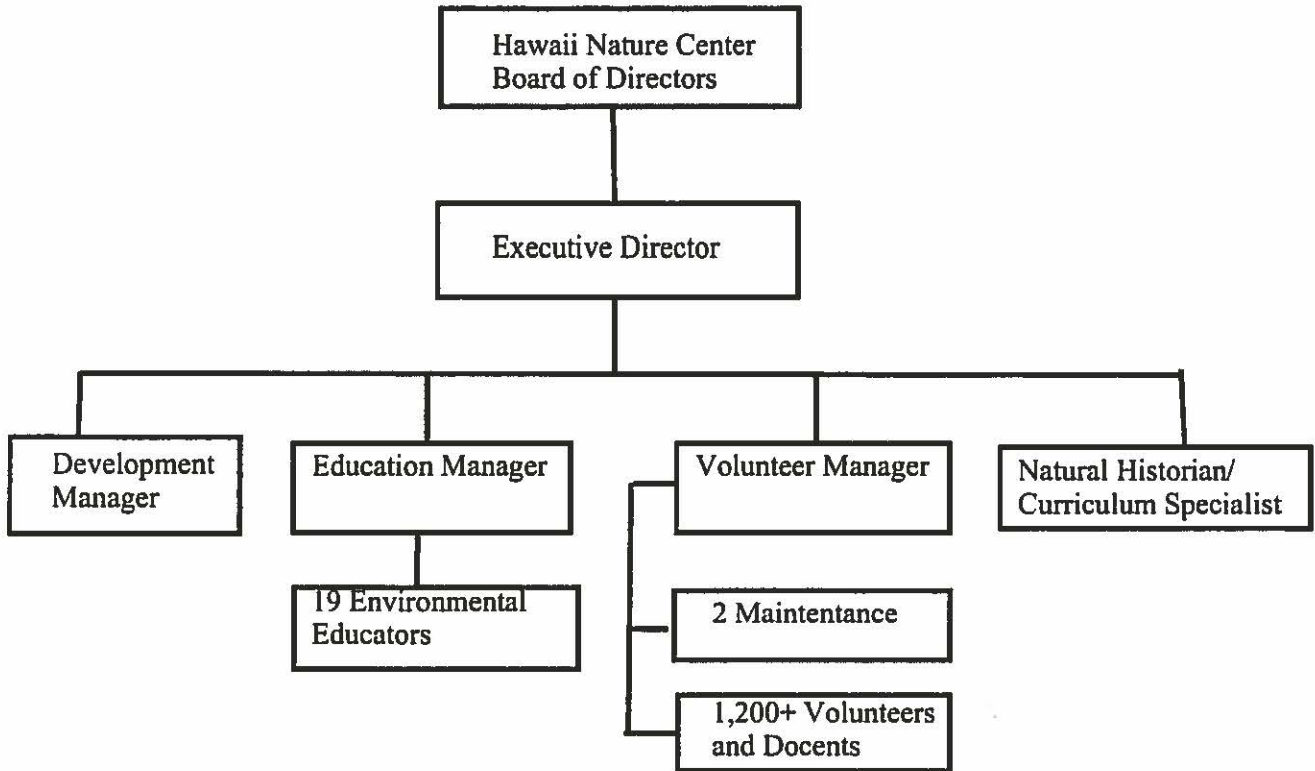 Hawaii Nature Center
Board of Directors
Executive Director
Development
Manager
Education Manager
Volunteer Manager
Natural Historian/
Curriculum Specialist
19 Environmental
Educators
2 Maintentance
1,200+ Volunteers
and Docents